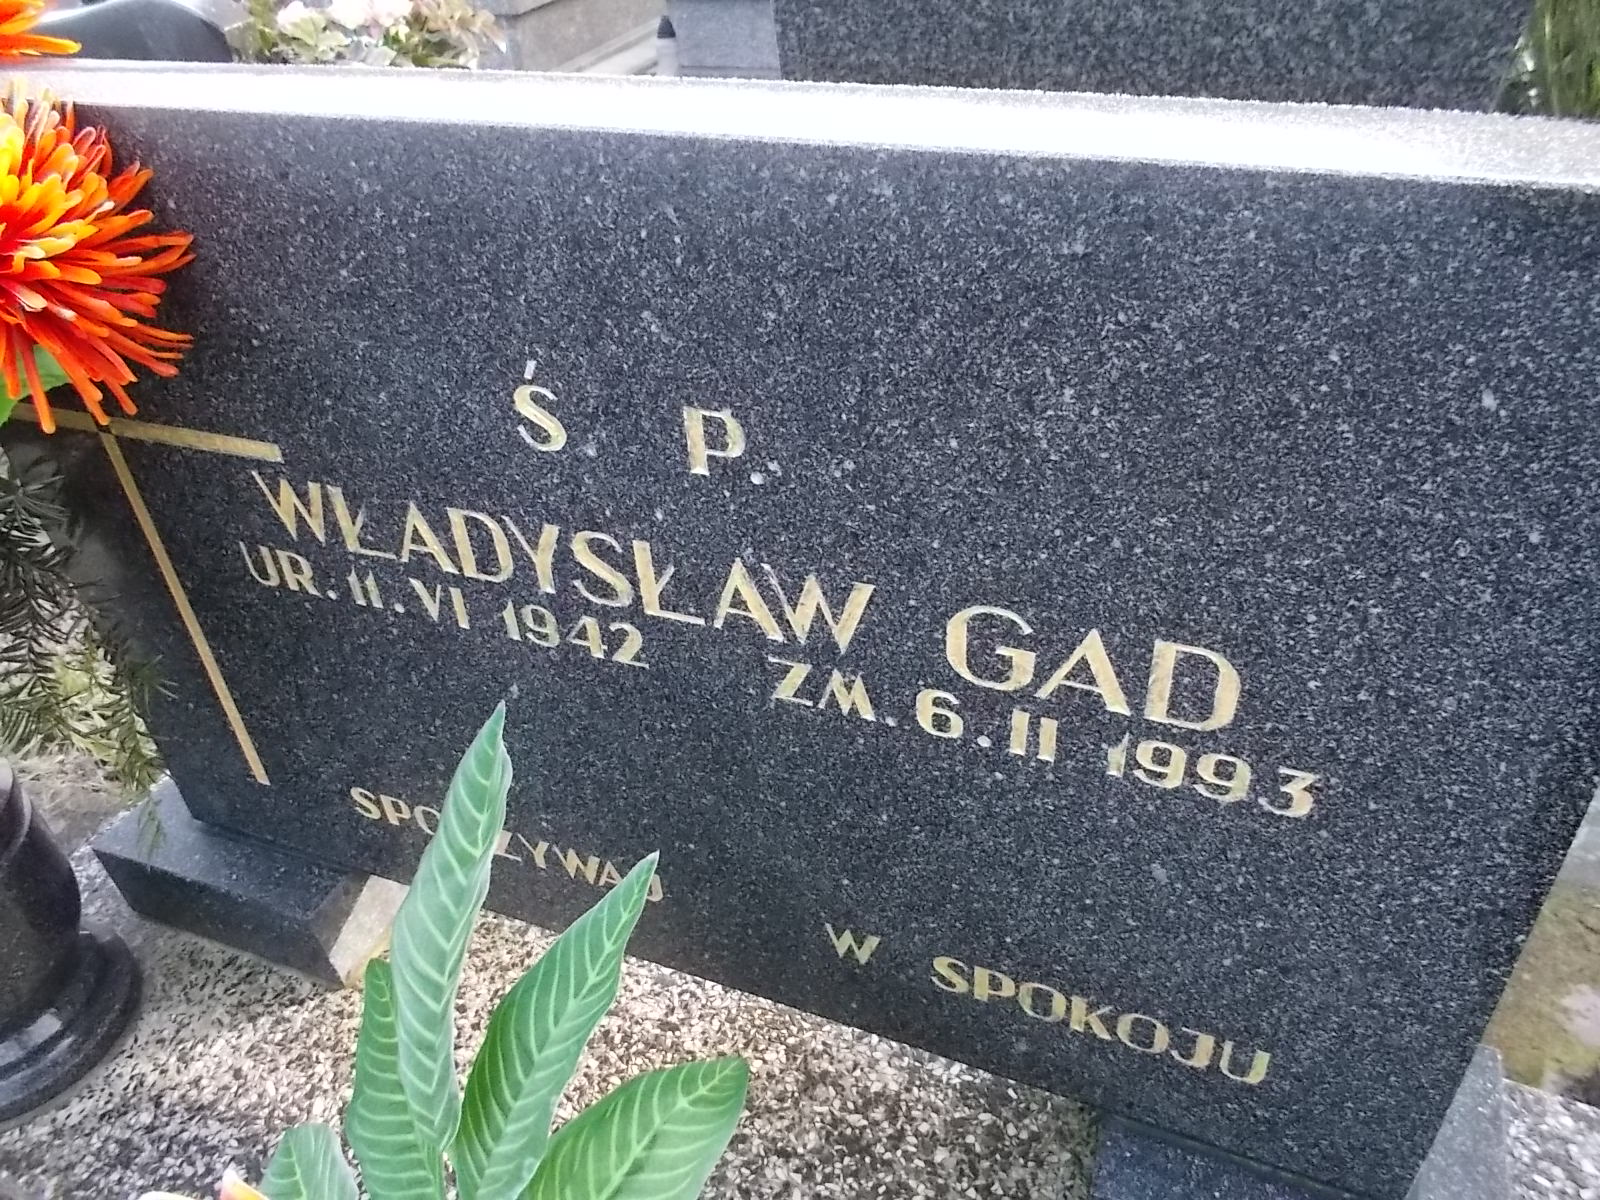 Ś. P.
WŁADYSŁAW GAD
UR. 11. VI 1942 ZM. 6. II 1993
SPOCZYWAJ W SPOKOJU